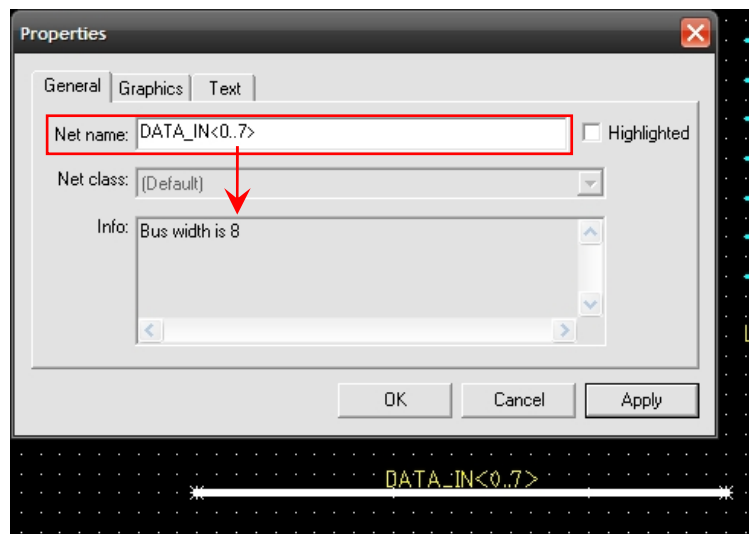 Properties
General Graphics Text
Net name: DATA_IN<0..7> Highlighted
Net class: (Default)
Info: Bus width is 8
OK Cancel Apply
DATA_IN<0..7>